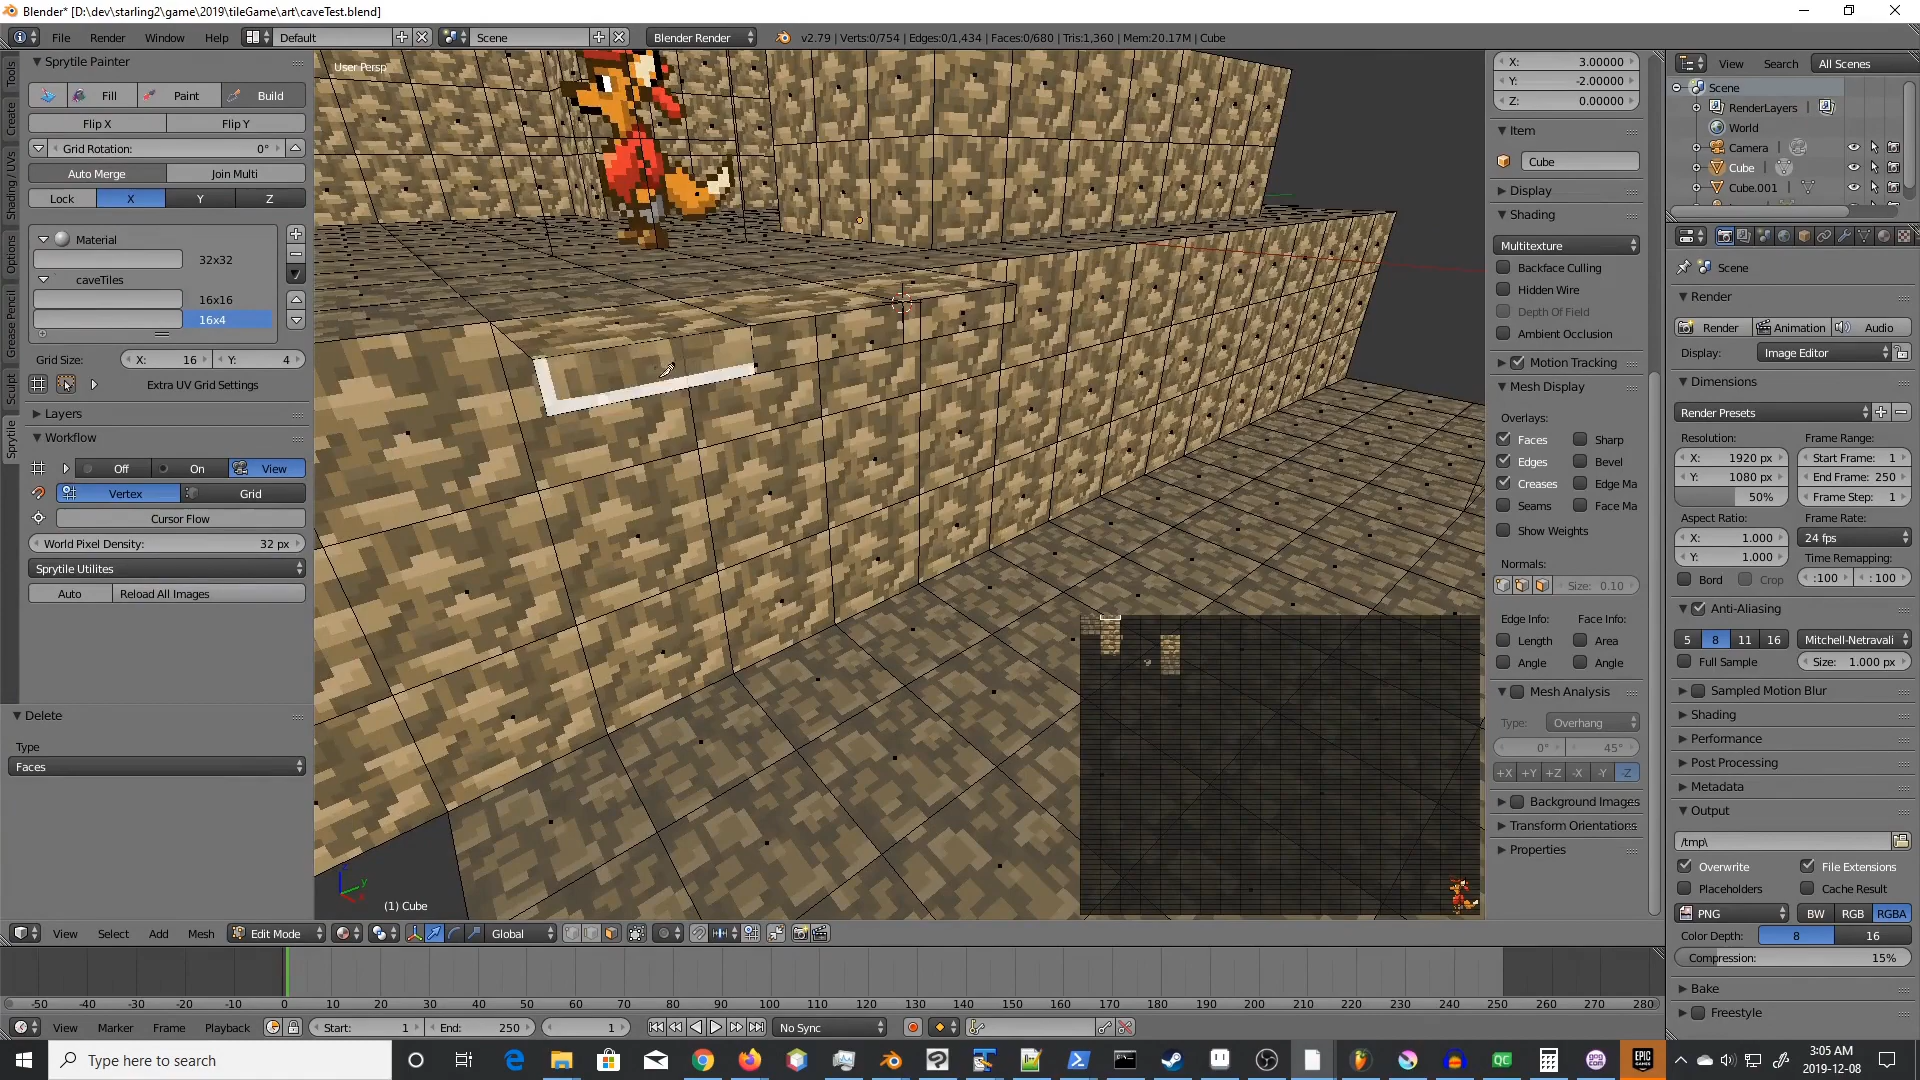 Blender* [D:\dev\starling2\game\2019\tileGame\art\caveTest.blend]
File Render Window Help Default Scene Blender Render v2.79 | Verts:0/754 | Edges:0/1,434 | Faces:0/680 | Tris:1,360 | Mem:20.17M | Cube
Tools
Create
Shading / UVs
Options
Grease Pencil
Sculpt
Sprytile
Sprytile Painter
Fill Paint Build
Flip X Flip Y
Grid Rotation: 0°
Auto Merge Join Multi
Lock X Y Z
Material
32x32
caveTiles
16x16
16x4
Grid Size: X: 16 Y: 4
Extra UV Grid Settings
Layers
Workflow
Off On View
Vertex Grid
Cursor Flow
World Pixel Density: 32 px
Sprytile Utilites
Auto Reload All Images
Delete
Type
Faces
User Persp
(1) Cube
View Select Add Mesh Edit Mode Global
X: 3.00000
Y: -2.00000
Z: 0.00000
Item
Cube
Display
Shading
Multitexture
Backface Culling
Hidden Wire
Depth Of Field
Ambient Occlusion
Motion Tracking
Mesh Display
Overlays:
Faces Sharp
Edges Bevel
Creases Edge Ma
Seams Face Ma
Show Weights
Normals:
Size: 0.10
Edge Info: Face Info:
Length Area
Angle Angle
Mesh Analysis
Type: Overhang
0° 45°
+X +Y +Z -X -Y -Z
Background Images
Transform Orientations
Properties
View Search All Scenes
Scene
RenderLayers
World
Camera
Cube
Cube.001
Scene
Render
Render Animation Audio
Display: Image Editor
Dimensions
Render Presets
Resolution: Frame Range:
X: 1920 px Start Frame: 1
Y: 1080 px End Frame: 250
50% Frame Step: 1
Aspect Ratio: Frame Rate:
X: 1.000 24 fps
Y: 1.000 Time Remapping:
Bord Crop :100 :100
Anti-Aliasing
5 8 11 16 Mitchell-Netravali
Full Sample Size: 1.000 px
Sampled Motion Blur
Shading
Performance
Post Processing
Metadata
Output
/tmp\
Overwrite File Extensions
Placeholders Cache Result
PNG BW RGB RGBA
Color Depth: 8 16
Compression: 15%
Bake
Freestyle
-50 -40 -30 -20 -10 0 10 20 30 40 50 60 70 80 90 100 110 120 130 140 150 160 170 180 190 200 210 220 230 240 250 260 270 280
View Marker Frame Playback Start: 1 End: 250 1 No Sync
Type here to search
3:05 AM
2019-12-08